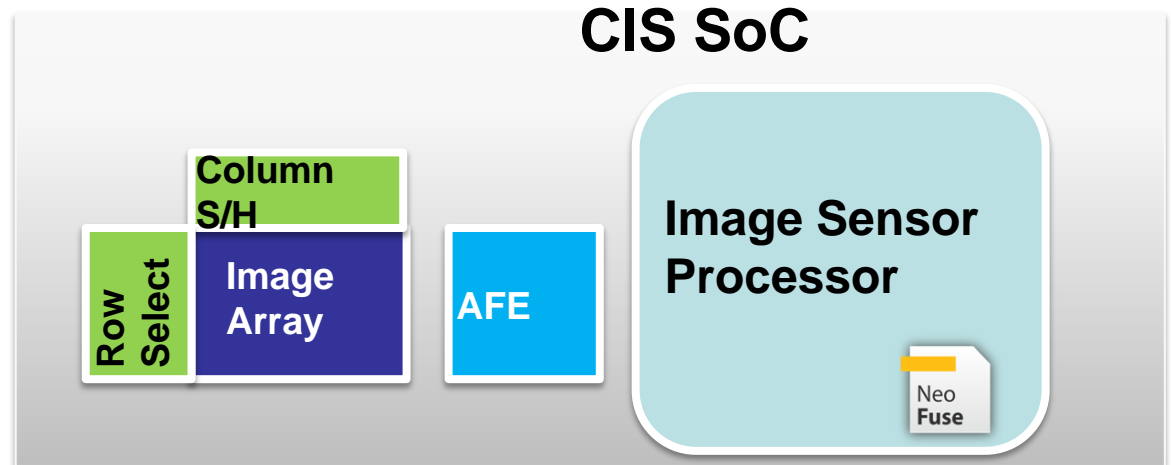 CIS SoC
Column
S/H
Row
Select
Image
Array
AFE
Image Sensor
Processor
Neo
Fuse